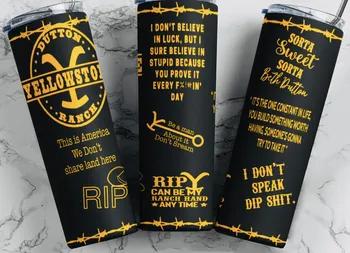 DUTTON
YELLOWSTO
RANCH
This is America
We Don't
share land here
RIP
I DON'T BELIEVE
IN LUCK, BUT I
SURE BELIEVE IN
STUPID BECAUSE
YOU PROVE IT
EVERY F*#!*IN'
DAY
Be a man
About it
Don't Sream
RIP
CAN BE MY
RANCH HAND
ANY TIME
SORTA
Sweet
SORTA
Beth Dutton
"IT'S THE ONE CONSTANT IN LIFE
YOU BUILD SOMETHING WORTH
HAVING, SOMEONE'S GONNA
TRY TO TAKE IT"
I DON'T
SPEAK
DIP SHIT.